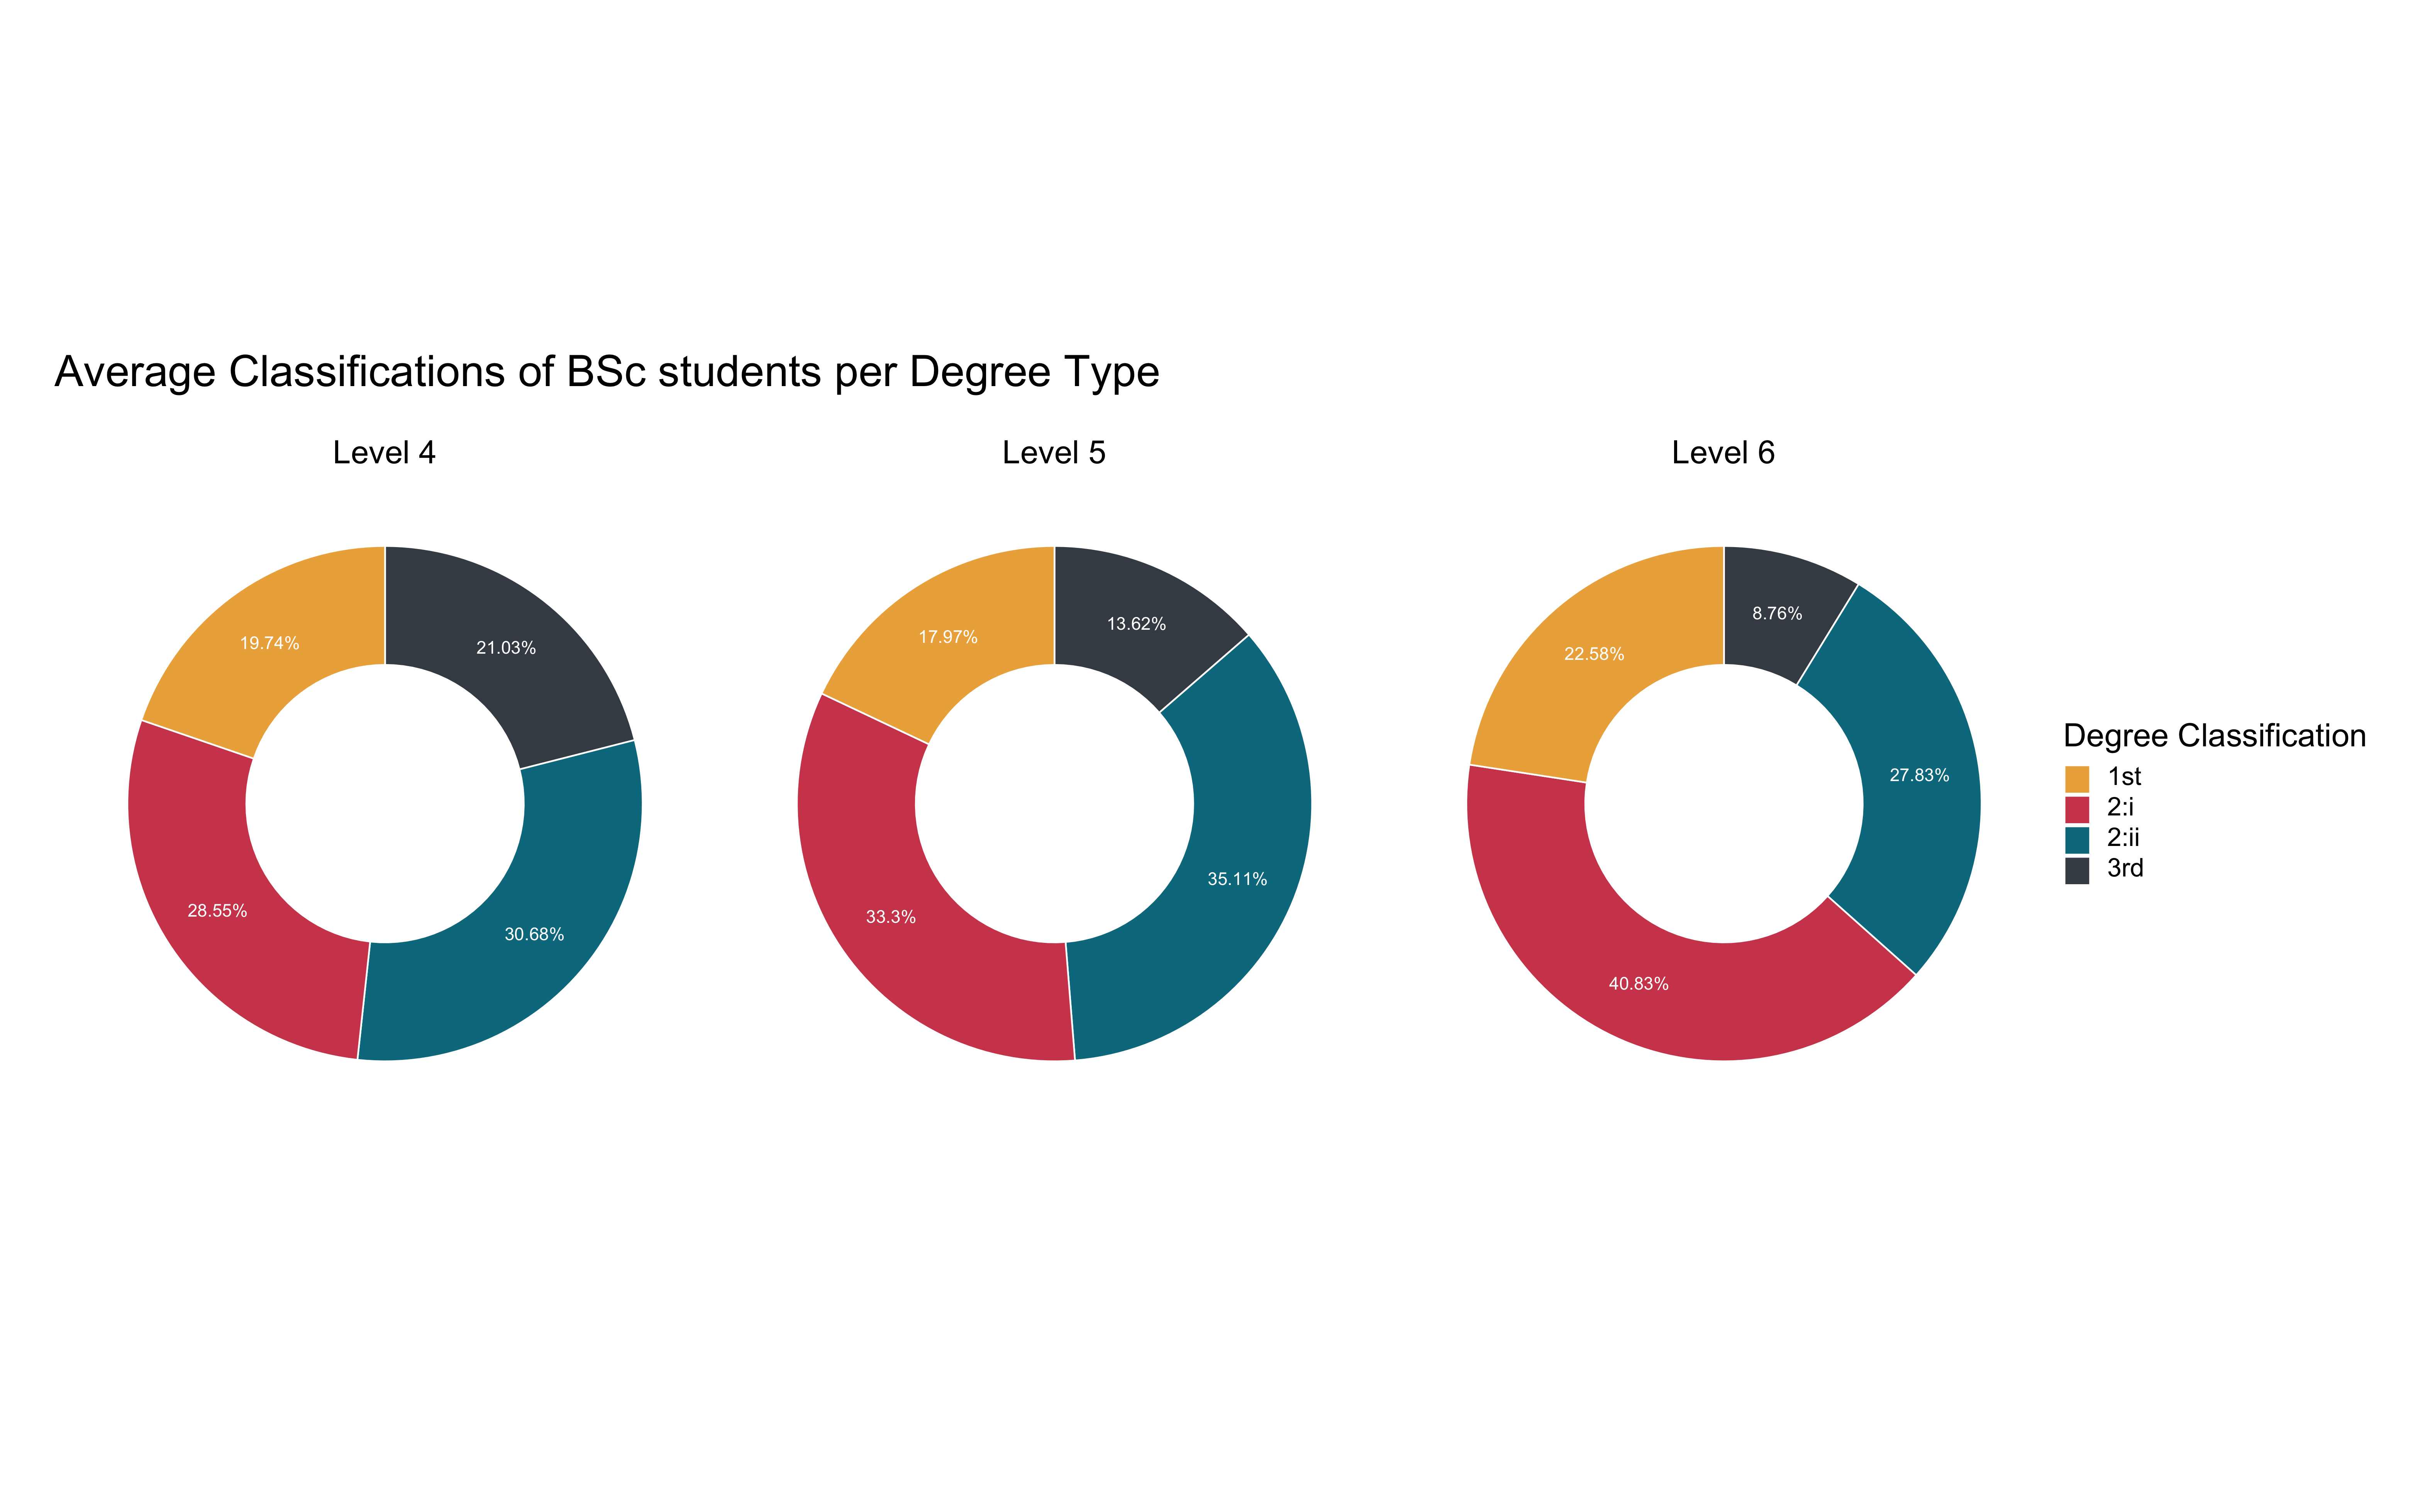 Average Classifications of BSc students per Degree Type
Level 4
Level 5
Level 6
19.74%
21.03%
28.55%
30.68%
17.97%
13.62%
33.3%
35.11%
22.58%
8.76%
27.83%
40.83%
Degree Classification
1st
2:i
2:ii
3rd